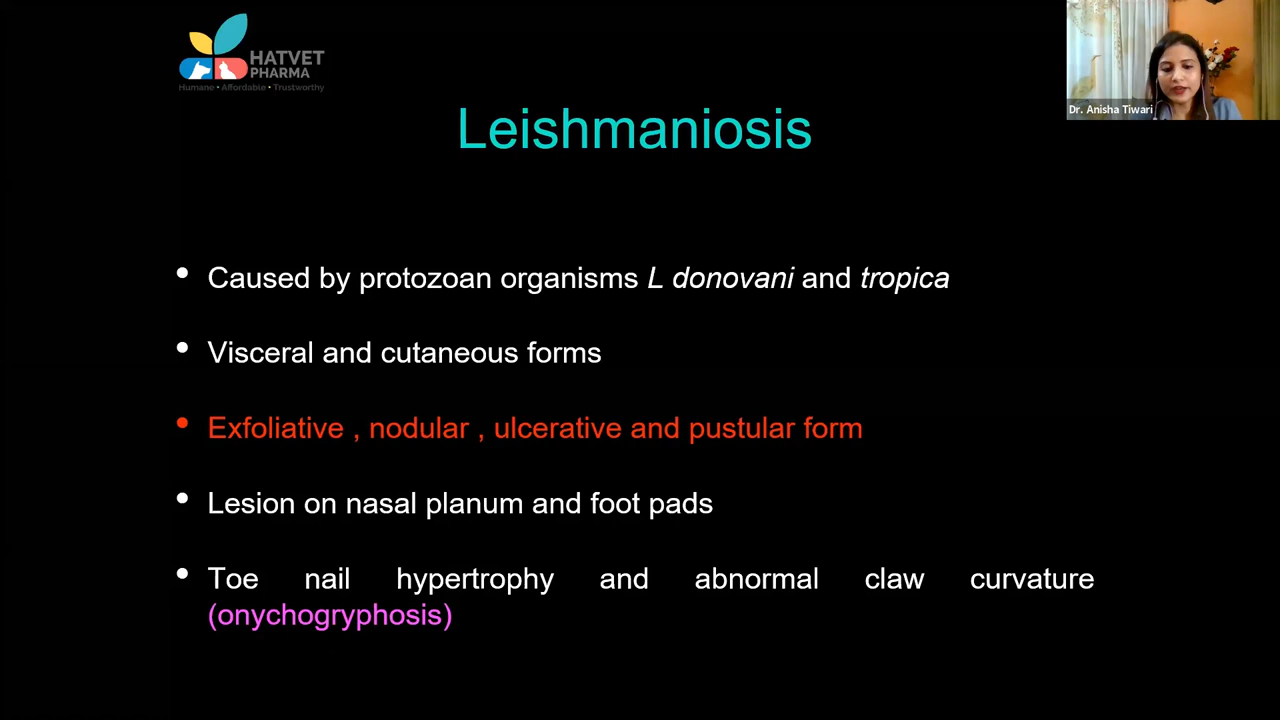 HATVET
PHARMA
Humane • Affordable • Trustworthy
Dr. Anisha Tiwari
Leishmaniosis
• Caused by protozoan organisms L donovani and tropica
• Visceral and cutaneous forms
• Exfoliative , nodular , ulcerative and pustular form
• Lesion on nasal planum and foot pads
• Toe nail hypertrophy and abnormal claw curvature
(onychogryphosis)